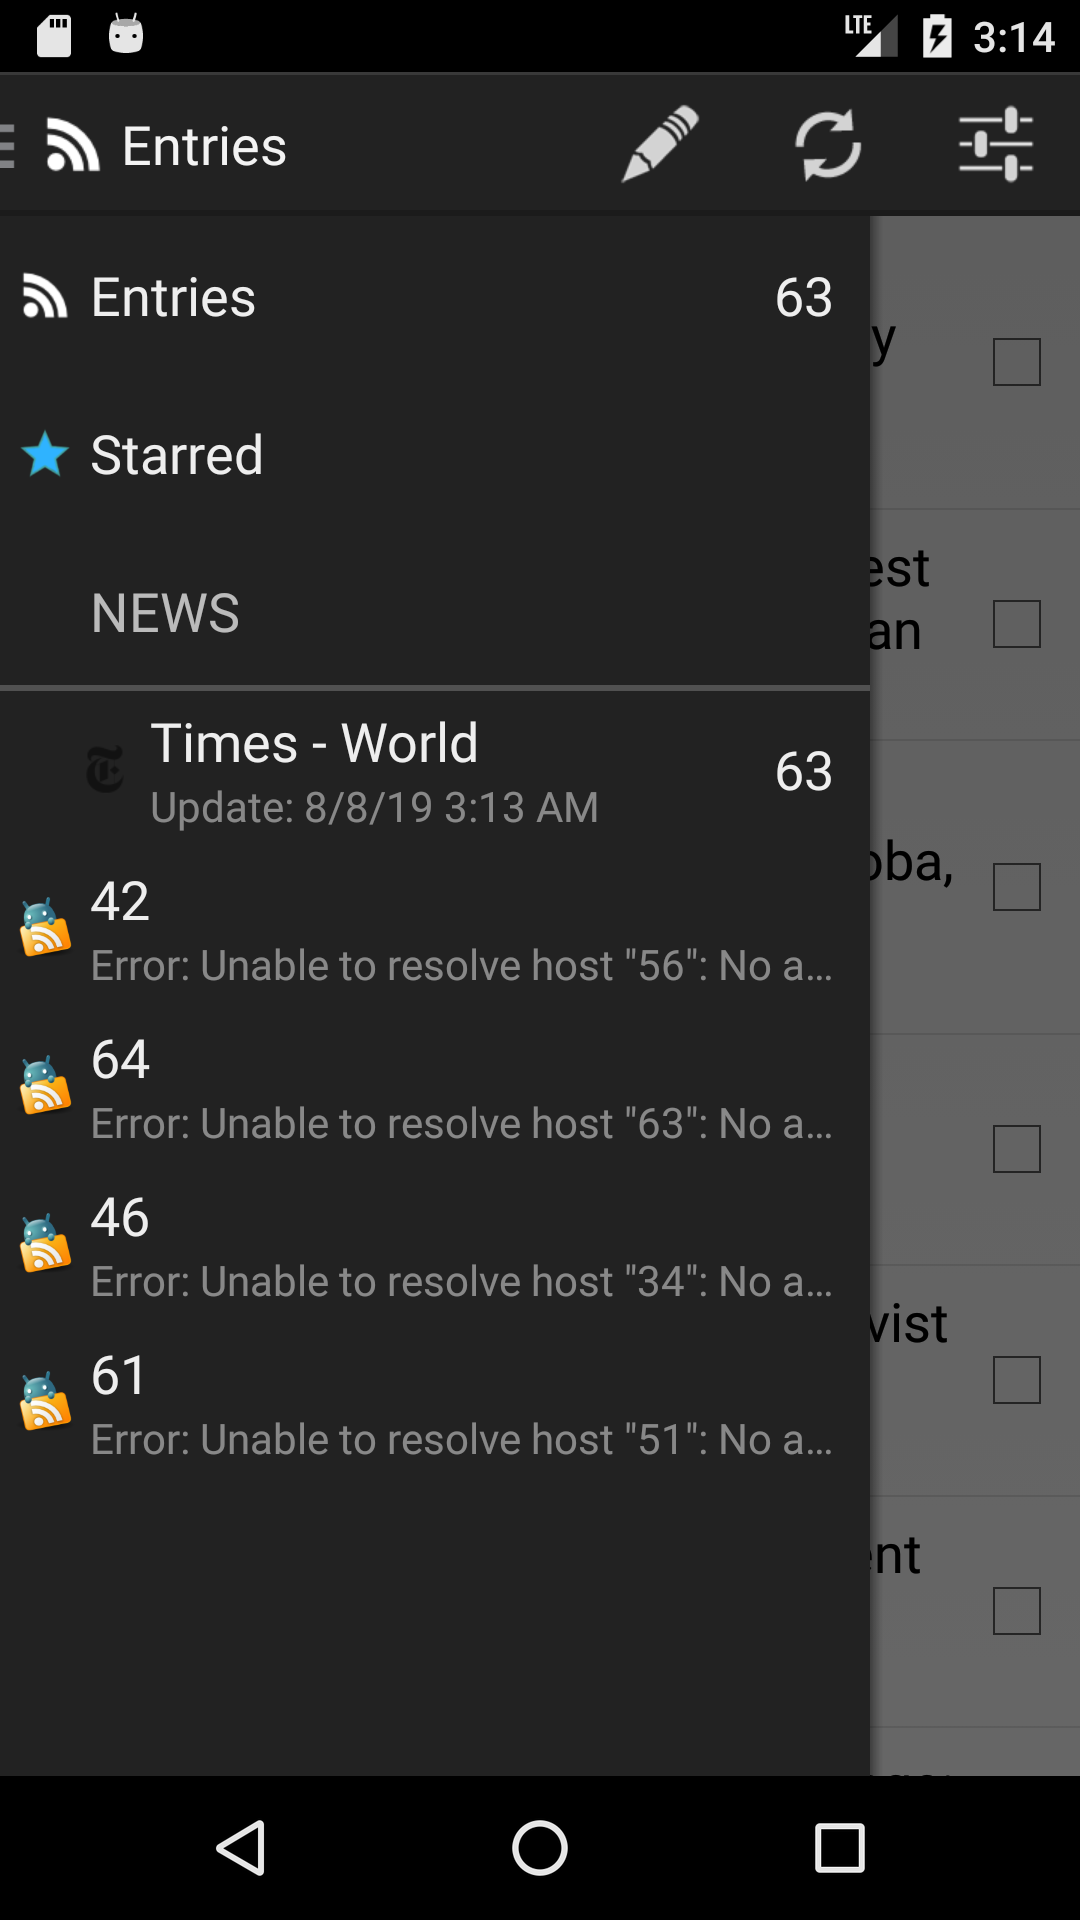 LTE 3:14
Entries
Entries 63
Starred
NEWS
Times - World 63
Update: 8/8/19 3:13 AM
42
Error: Unable to resolve host "56": No a...
64
Error: Unable to resolve host "63": No a...
46
Error: Unable to resolve host "34": No a...
61
Error: Unable to resolve host "51": No a...
y
est
an
oba,
vist
ent